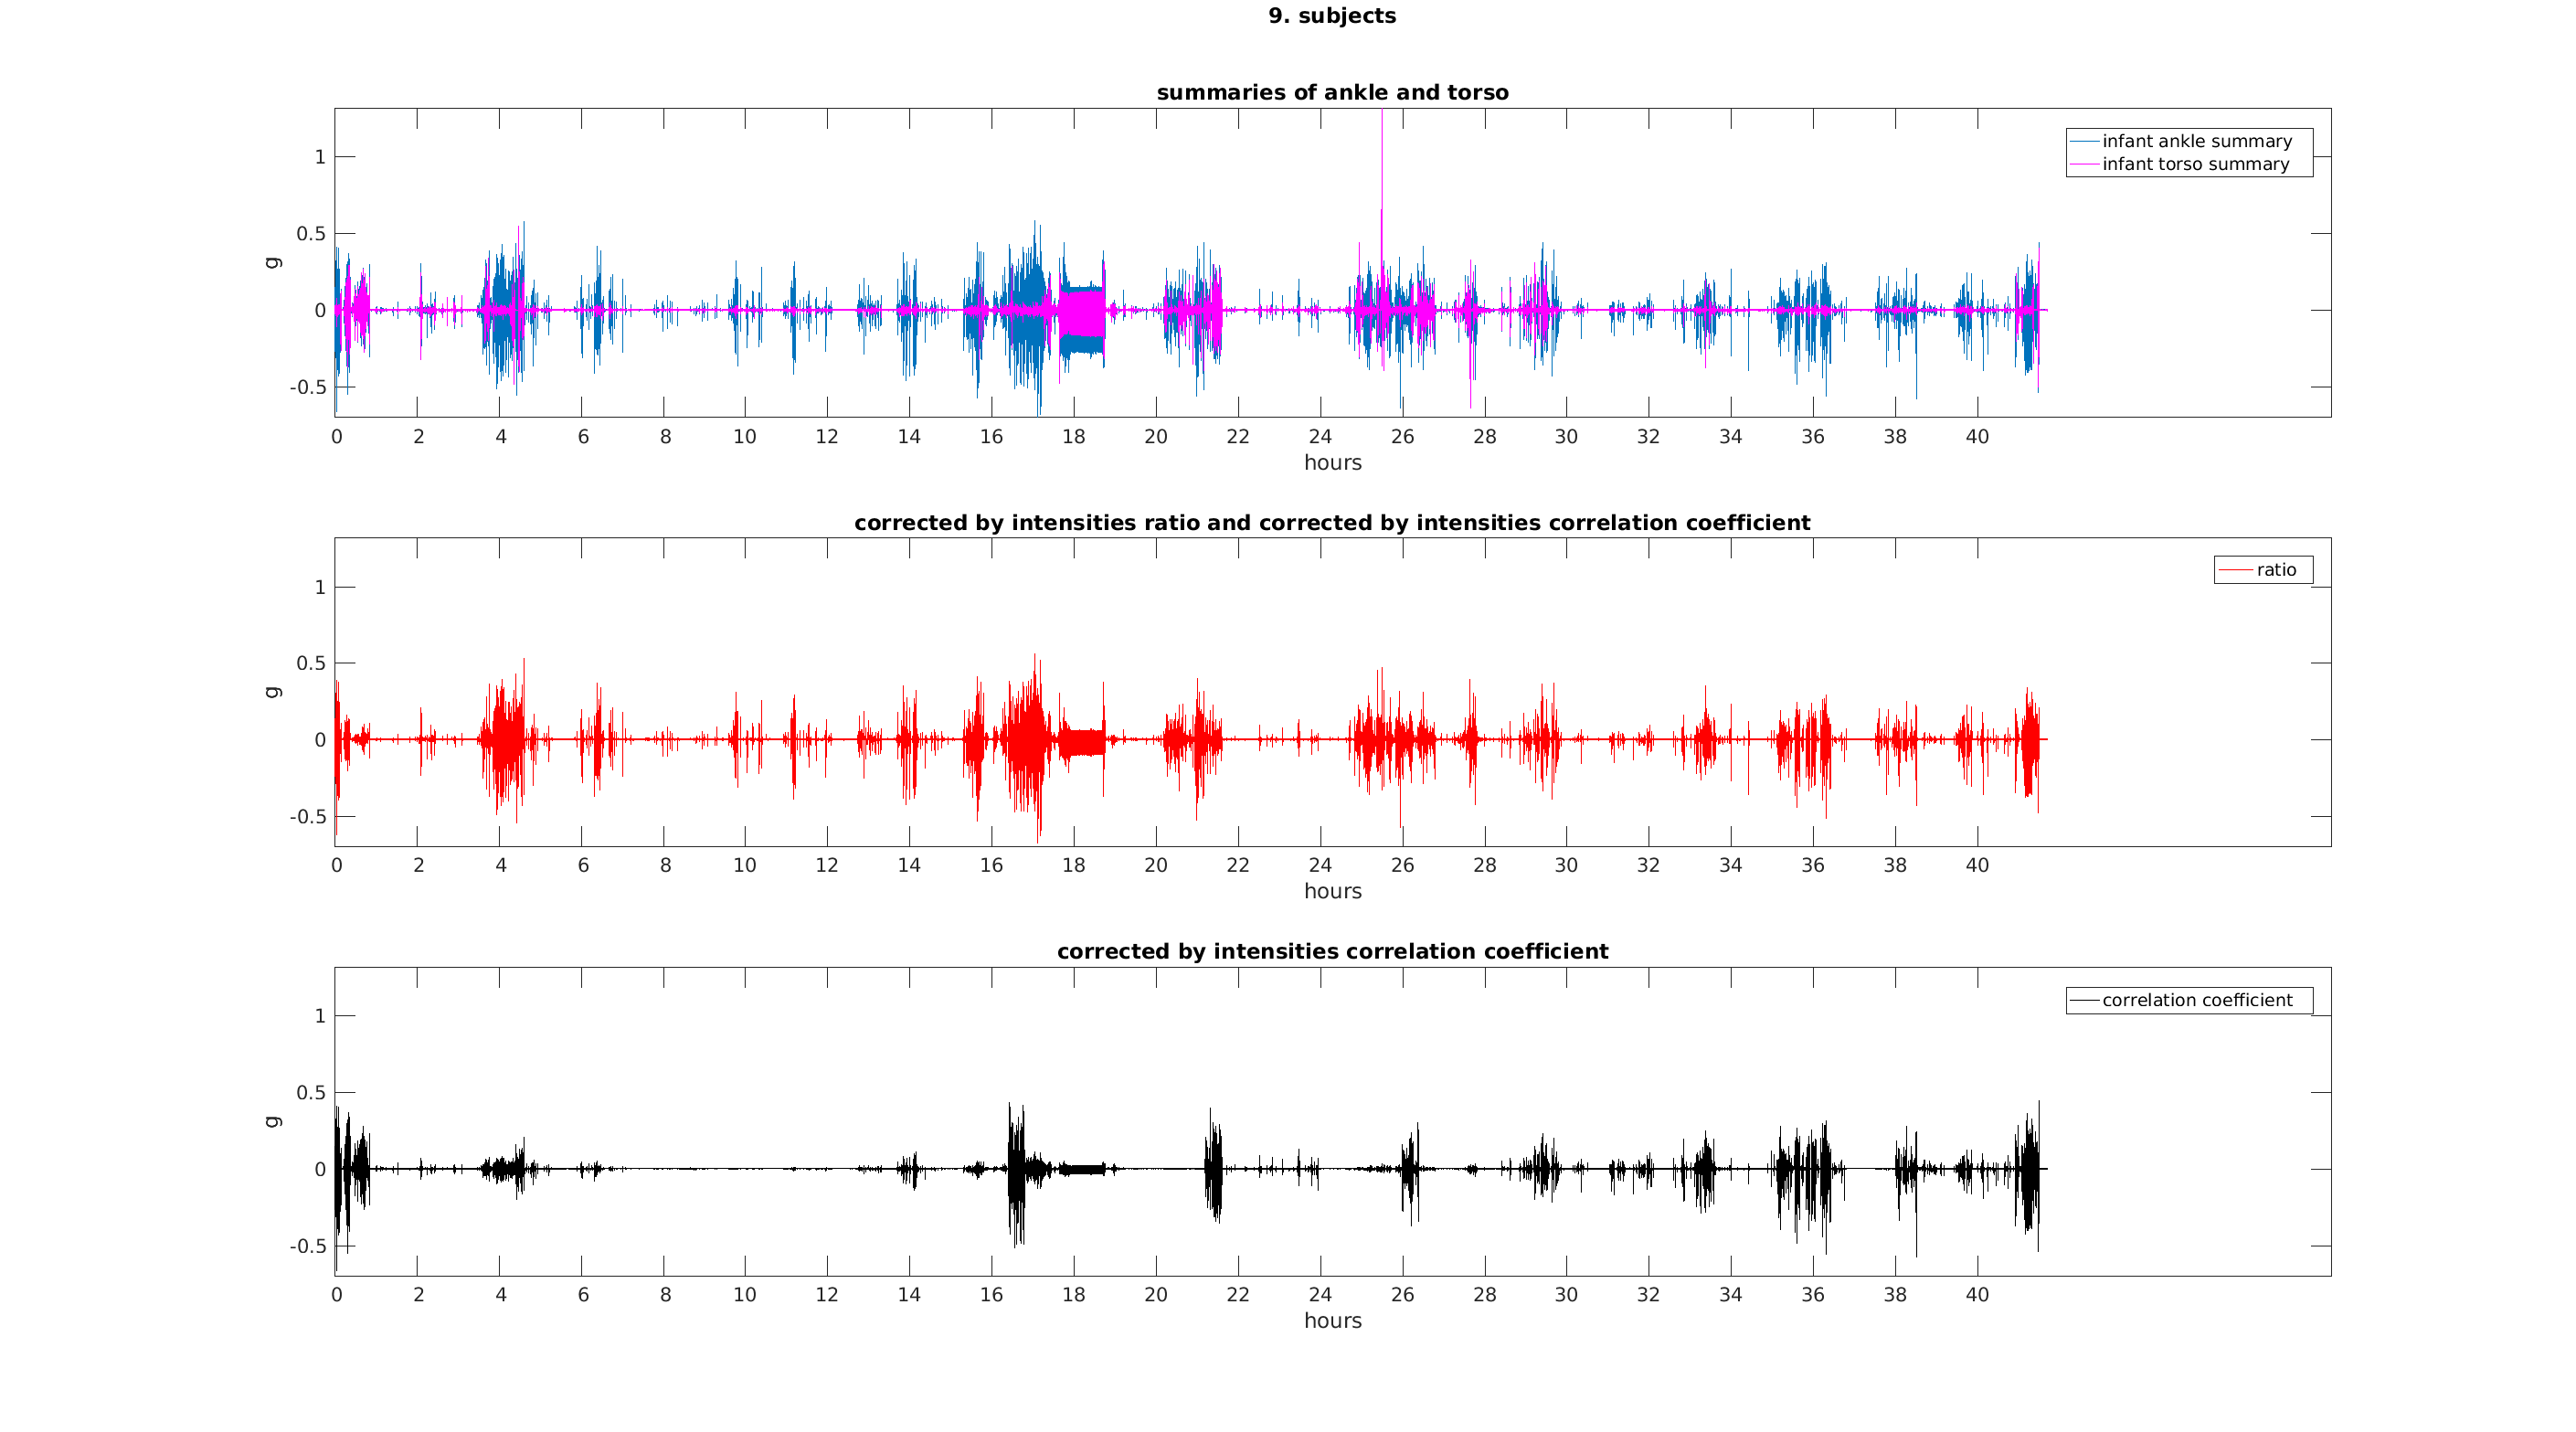 9. subjects
summaries of ankle and torso
infant ankle summary
infant torso summary
1
0.5
0
-0.5
g
0 2 4 6 8 10 12 14 16 18 20 22 24 26 28 30 32 34 36 38 40
hours
corrected by intensities ratio and corrected by intensities correlation coefficient
ratio
1
0.5
0
-0.5
g
0 2 4 6 8 10 12 14 16 18 20 22 24 26 28 30 32 34 36 38 40
hours
corrected by intensities correlation coefficient
correlation coefficient
1
0.5
0
-0.5
g
0 2 4 6 8 10 12 14 16 18 20 22 24 26 28 30 32 34 36 38 40
hours